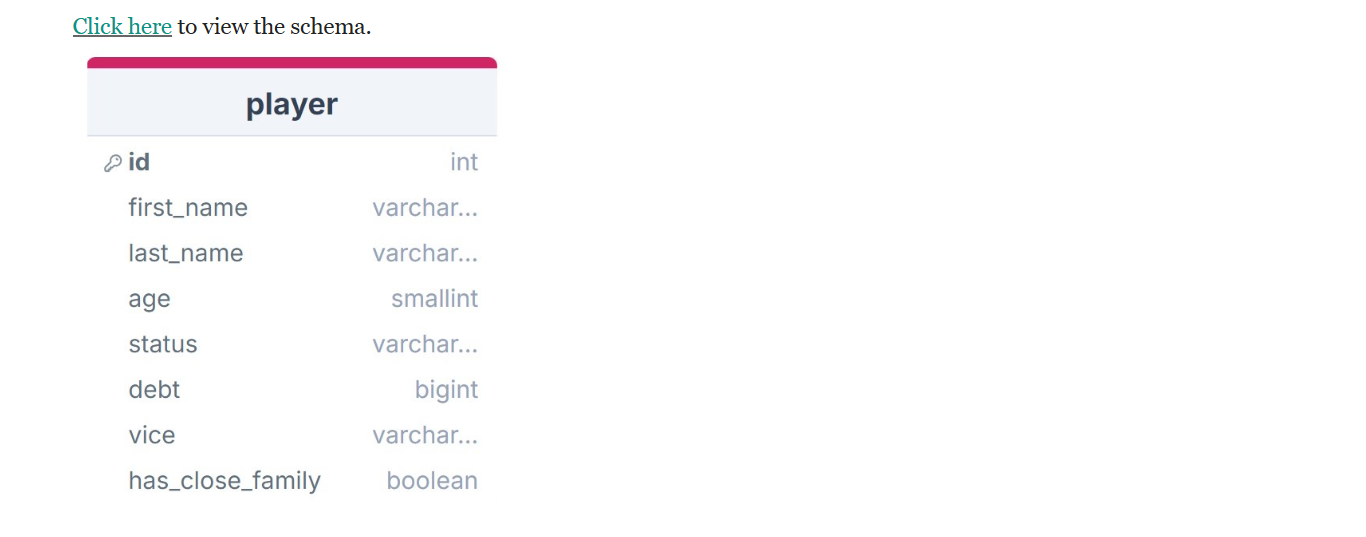 Click here to view the schema.
player
id int
first_name varchar...
last_name varchar...
age smallint
status varchar...
debt bigint
vice varchar...
has_close_family boolean